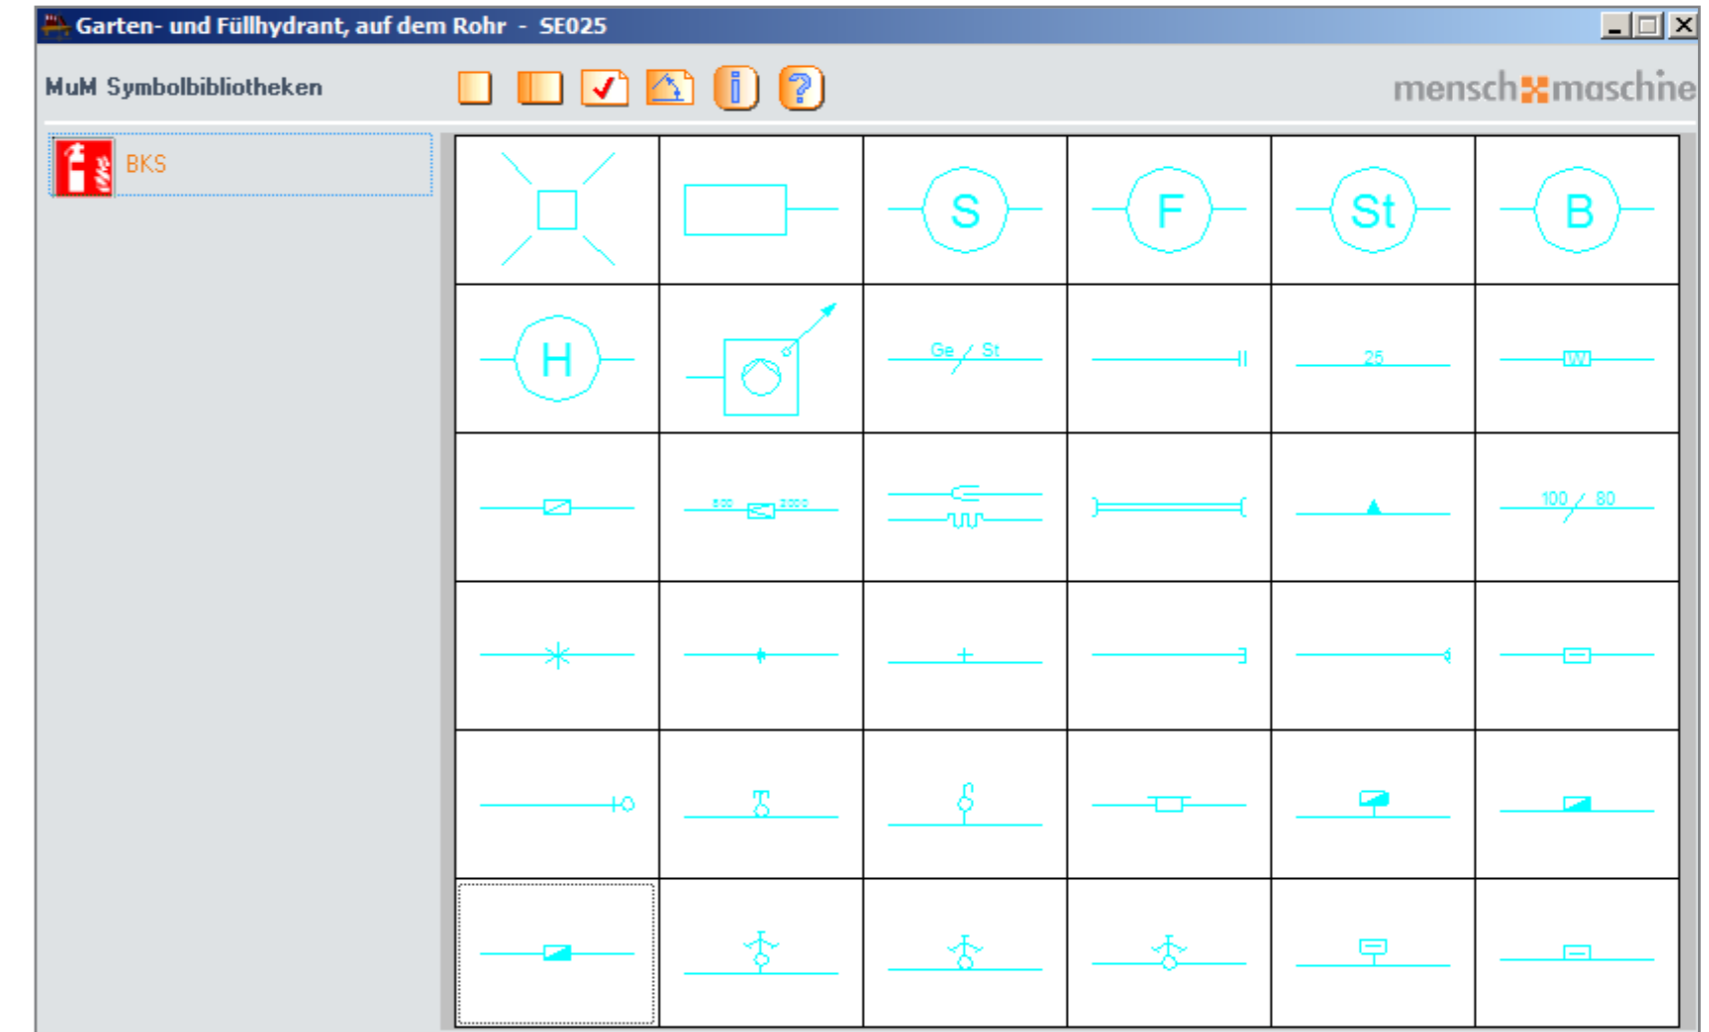 Garten- und Füllhydrant, auf dem Rohr - SE025
MuM Symbolbibliotheken
mensch maschine
BKS
S
F
St
B
H
Ge / St
25
W
100 / 80